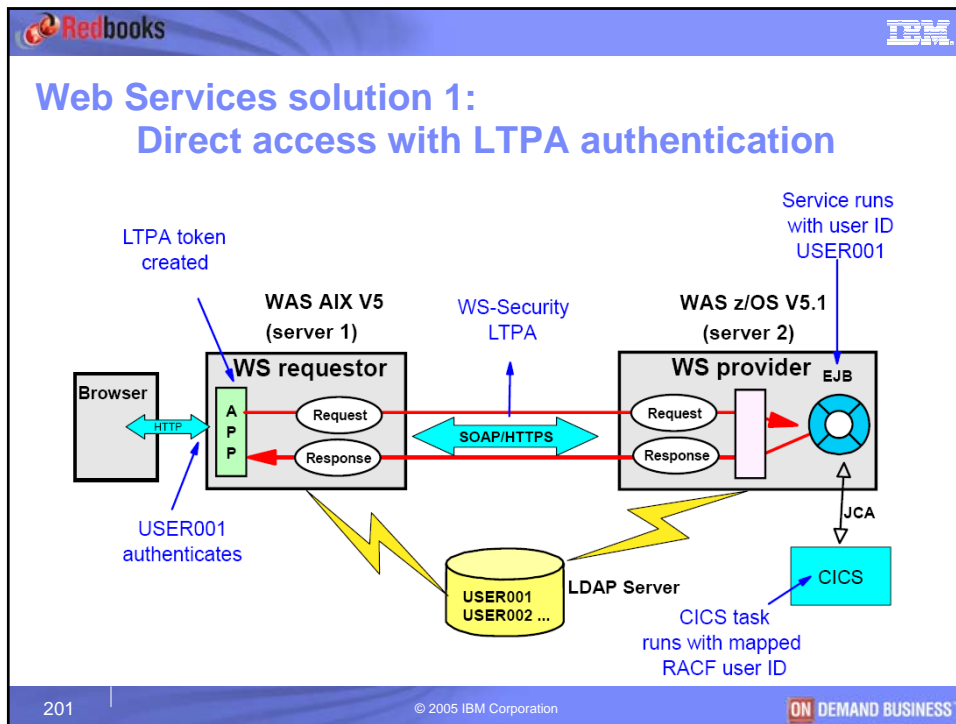 Redbooks
IBM.
Web Services solution 1:
Direct access with LTPA authentication
Service runs
with user ID
USER001
LTPA token
created
WAS AIX V5
(server 1)
WS-Security
LTPA
WAS z/OS V5.1
(server 2)
WS requestor
WS provider
EJB
Browser
HTTP
A
P
P
Request
Response
SOAP/HTTPS
Request
Response
JCA
USER001
authenticates
USER001
USER002 ...
LDAP Server
CICS
CICS task
runs with mapped
RACF user ID
201
© 2005 IBM Corporation
ON DEMAND BUSINESS